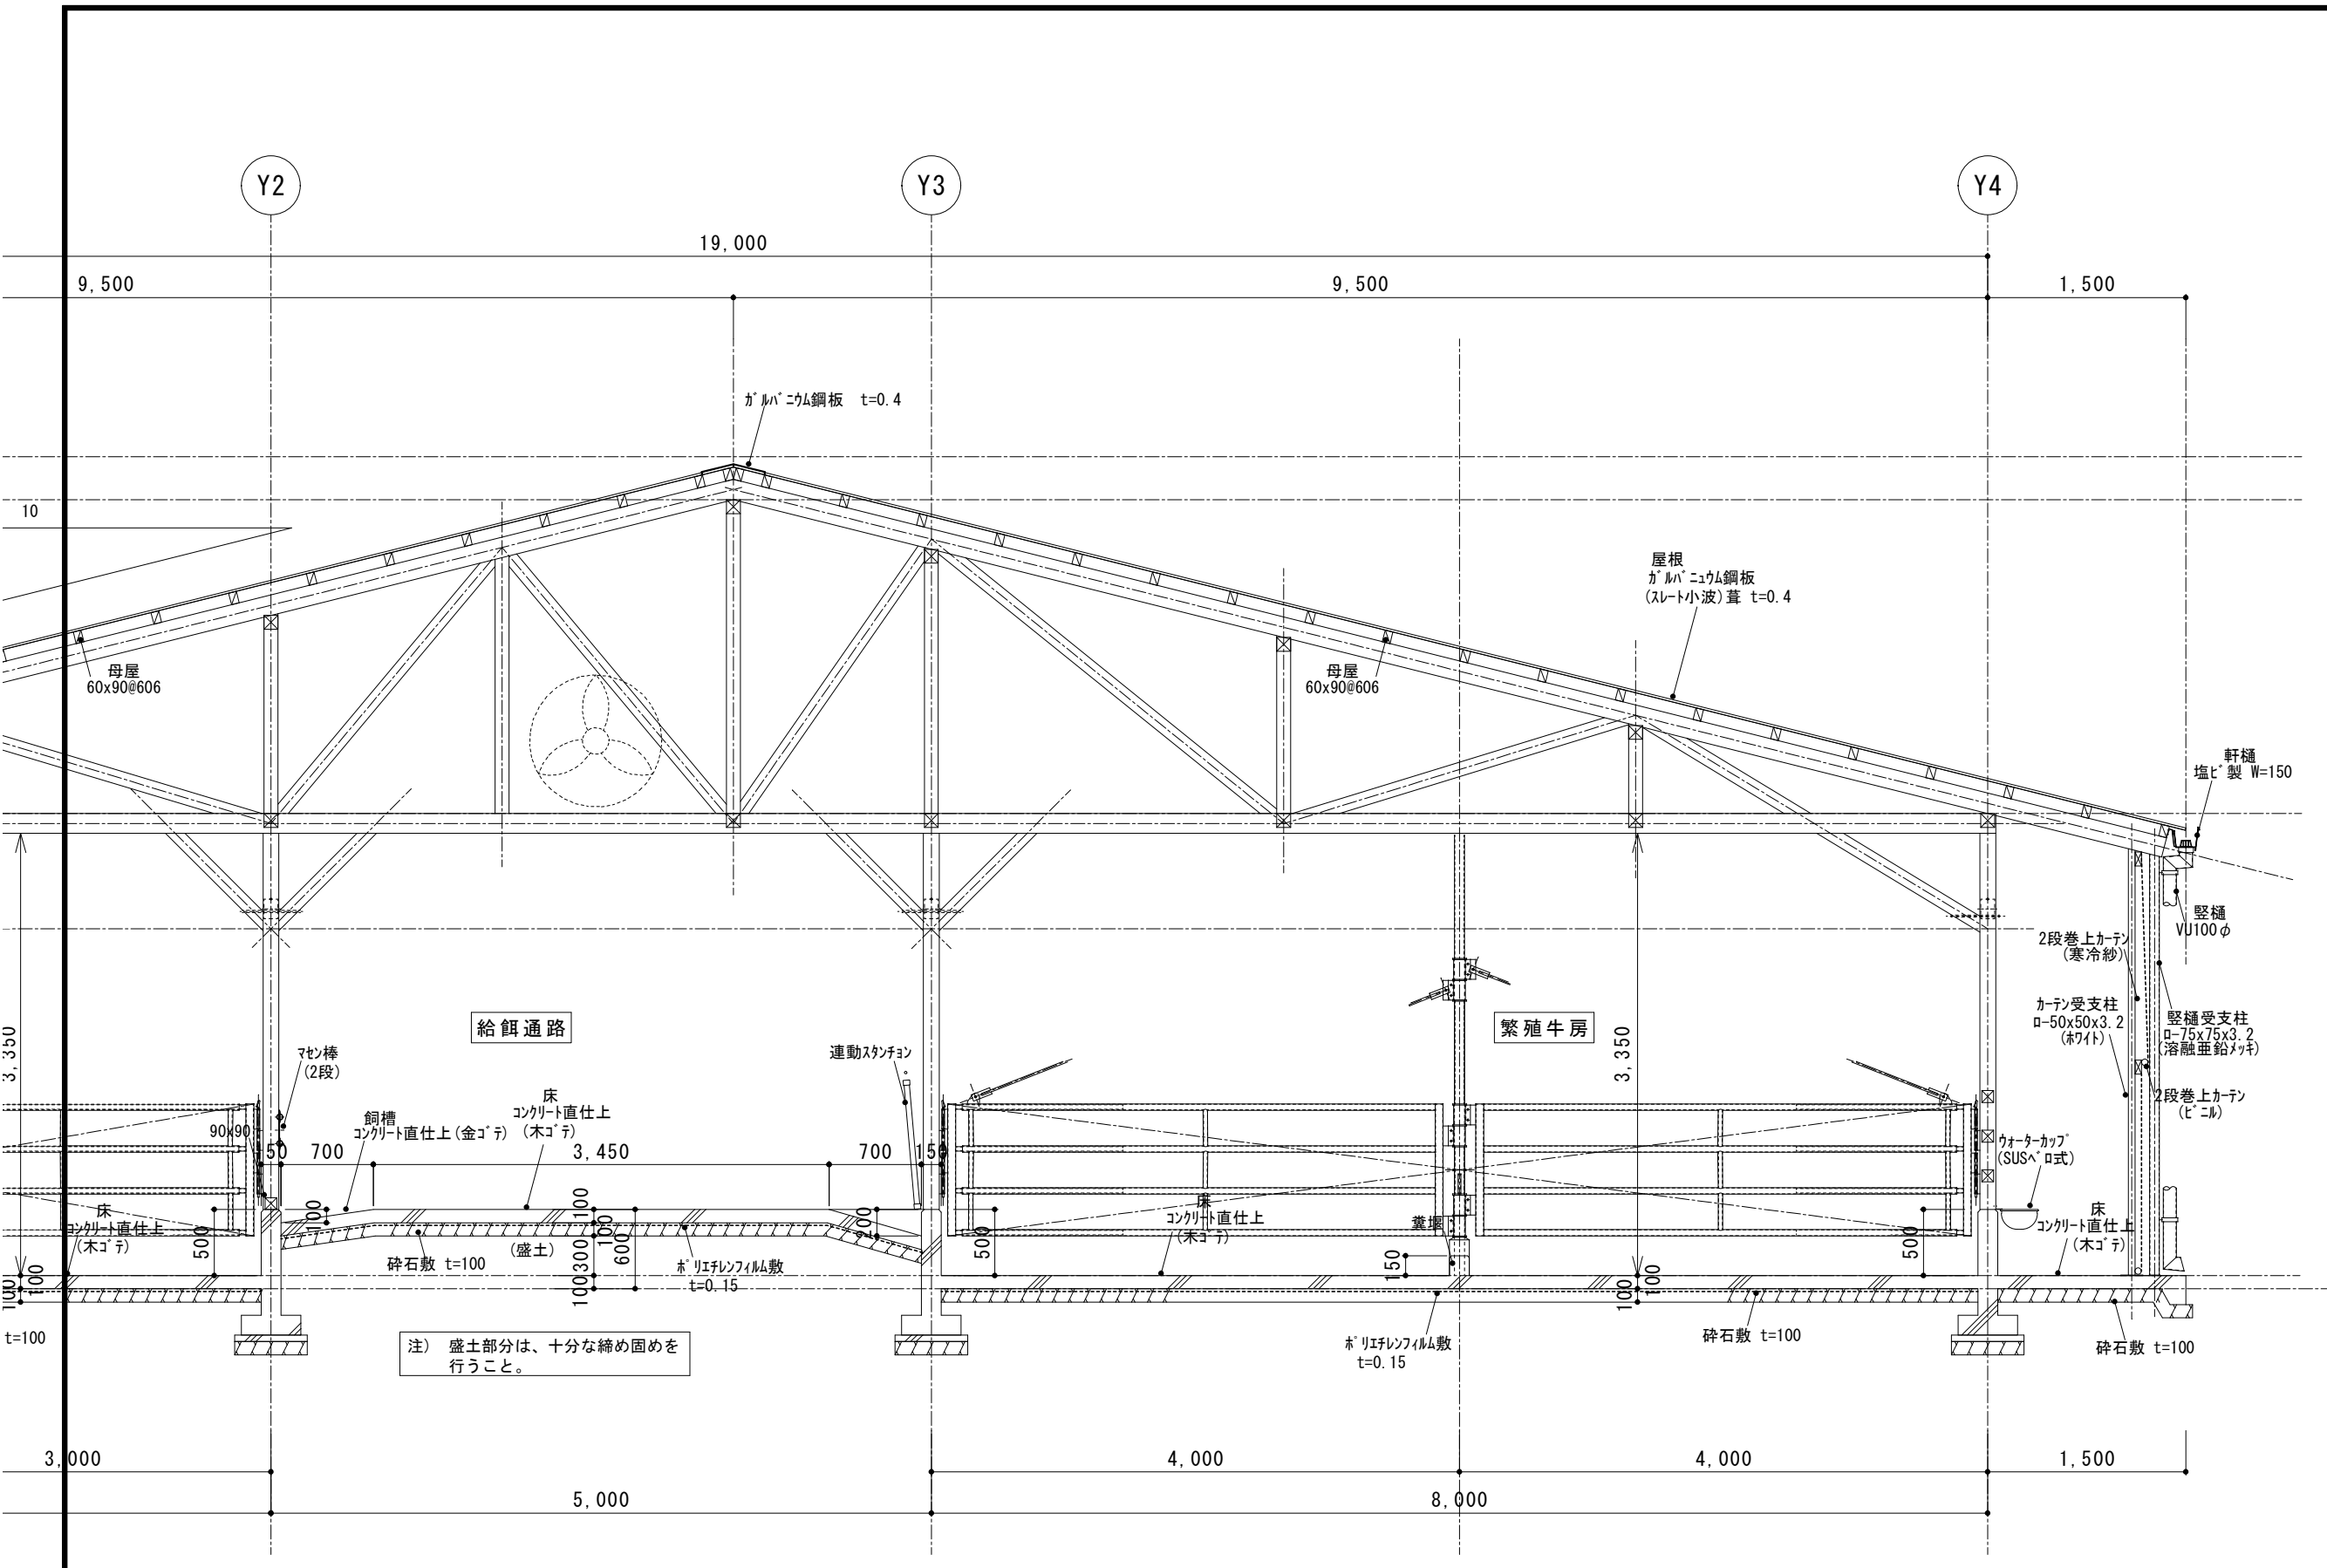 Y2
Y3
Y4
19,000
9,500
9,500
1,500
ｶﾞﾙﾊﾞﾆｳﾑ鋼板 t=0.4
10
屋根
ｶﾞﾙﾊﾞﾆｭｳﾑ鋼板
(ｽﾚｰﾄ小波)葺 t=0.4
母屋
60x90@606
母屋
60x90@606
軒樋
塩ﾋﾞ製 W=150
竪樋
VU100φ
2段巻上ｶｰﾃﾝ
(寒冷紗)
ｶｰﾃﾝ受支柱
ﾛ-50x50x3.2
(ﾎﾜｲﾄ)
竪樋受支柱
ﾛ-75x75x3.2
(溶融亜鉛ﾒｯｷ)
2段巻上ｶｰﾃﾝ
(ﾋﾞﾆﾙ)
給餌通路
繁殖牛房
3,350
3,350
ﾏｾﾝ棒
(2段)
連動ｽﾀﾝﾁｮﾝ
飼槽
ｺﾝｸﾘｰﾄ直仕上(金ｺﾞﾃ)
床
ｺﾝｸﾘｰﾄ直仕上
(木ｺﾞﾃ)
90x90
150
700
3,450
700
150
ｳｫｰﾀｰｶｯﾌﾟ
(SUSﾍﾞﾛ式)
床
ｺﾝｸﾘｰﾄ直仕上
(木ｺﾞﾃ)
500
100
100
100
300
100
600
200
500
床
ｺﾝｸﾘｰﾄ直仕上
(木ｺﾞﾃ)
糞堰
150
500
床
ｺﾝｸﾘｰﾄ直仕上
(木ｺﾞﾃ)
砕石敷 t=100
(盛土)
ﾎﾟﾘｴﾁﾚﾝﾌｨﾙﾑ敷
t=0.15
100
100
100
100
t=100
注) 盛土部分は、十分な締め固めを
行うこと。
ﾎﾟﾘｴﾁﾚﾝﾌｨﾙﾑ敷
t=0.15
砕石敷 t=100
砕石敷 t=100
3,000
4,000
4,000
1,500
5,000
8,000